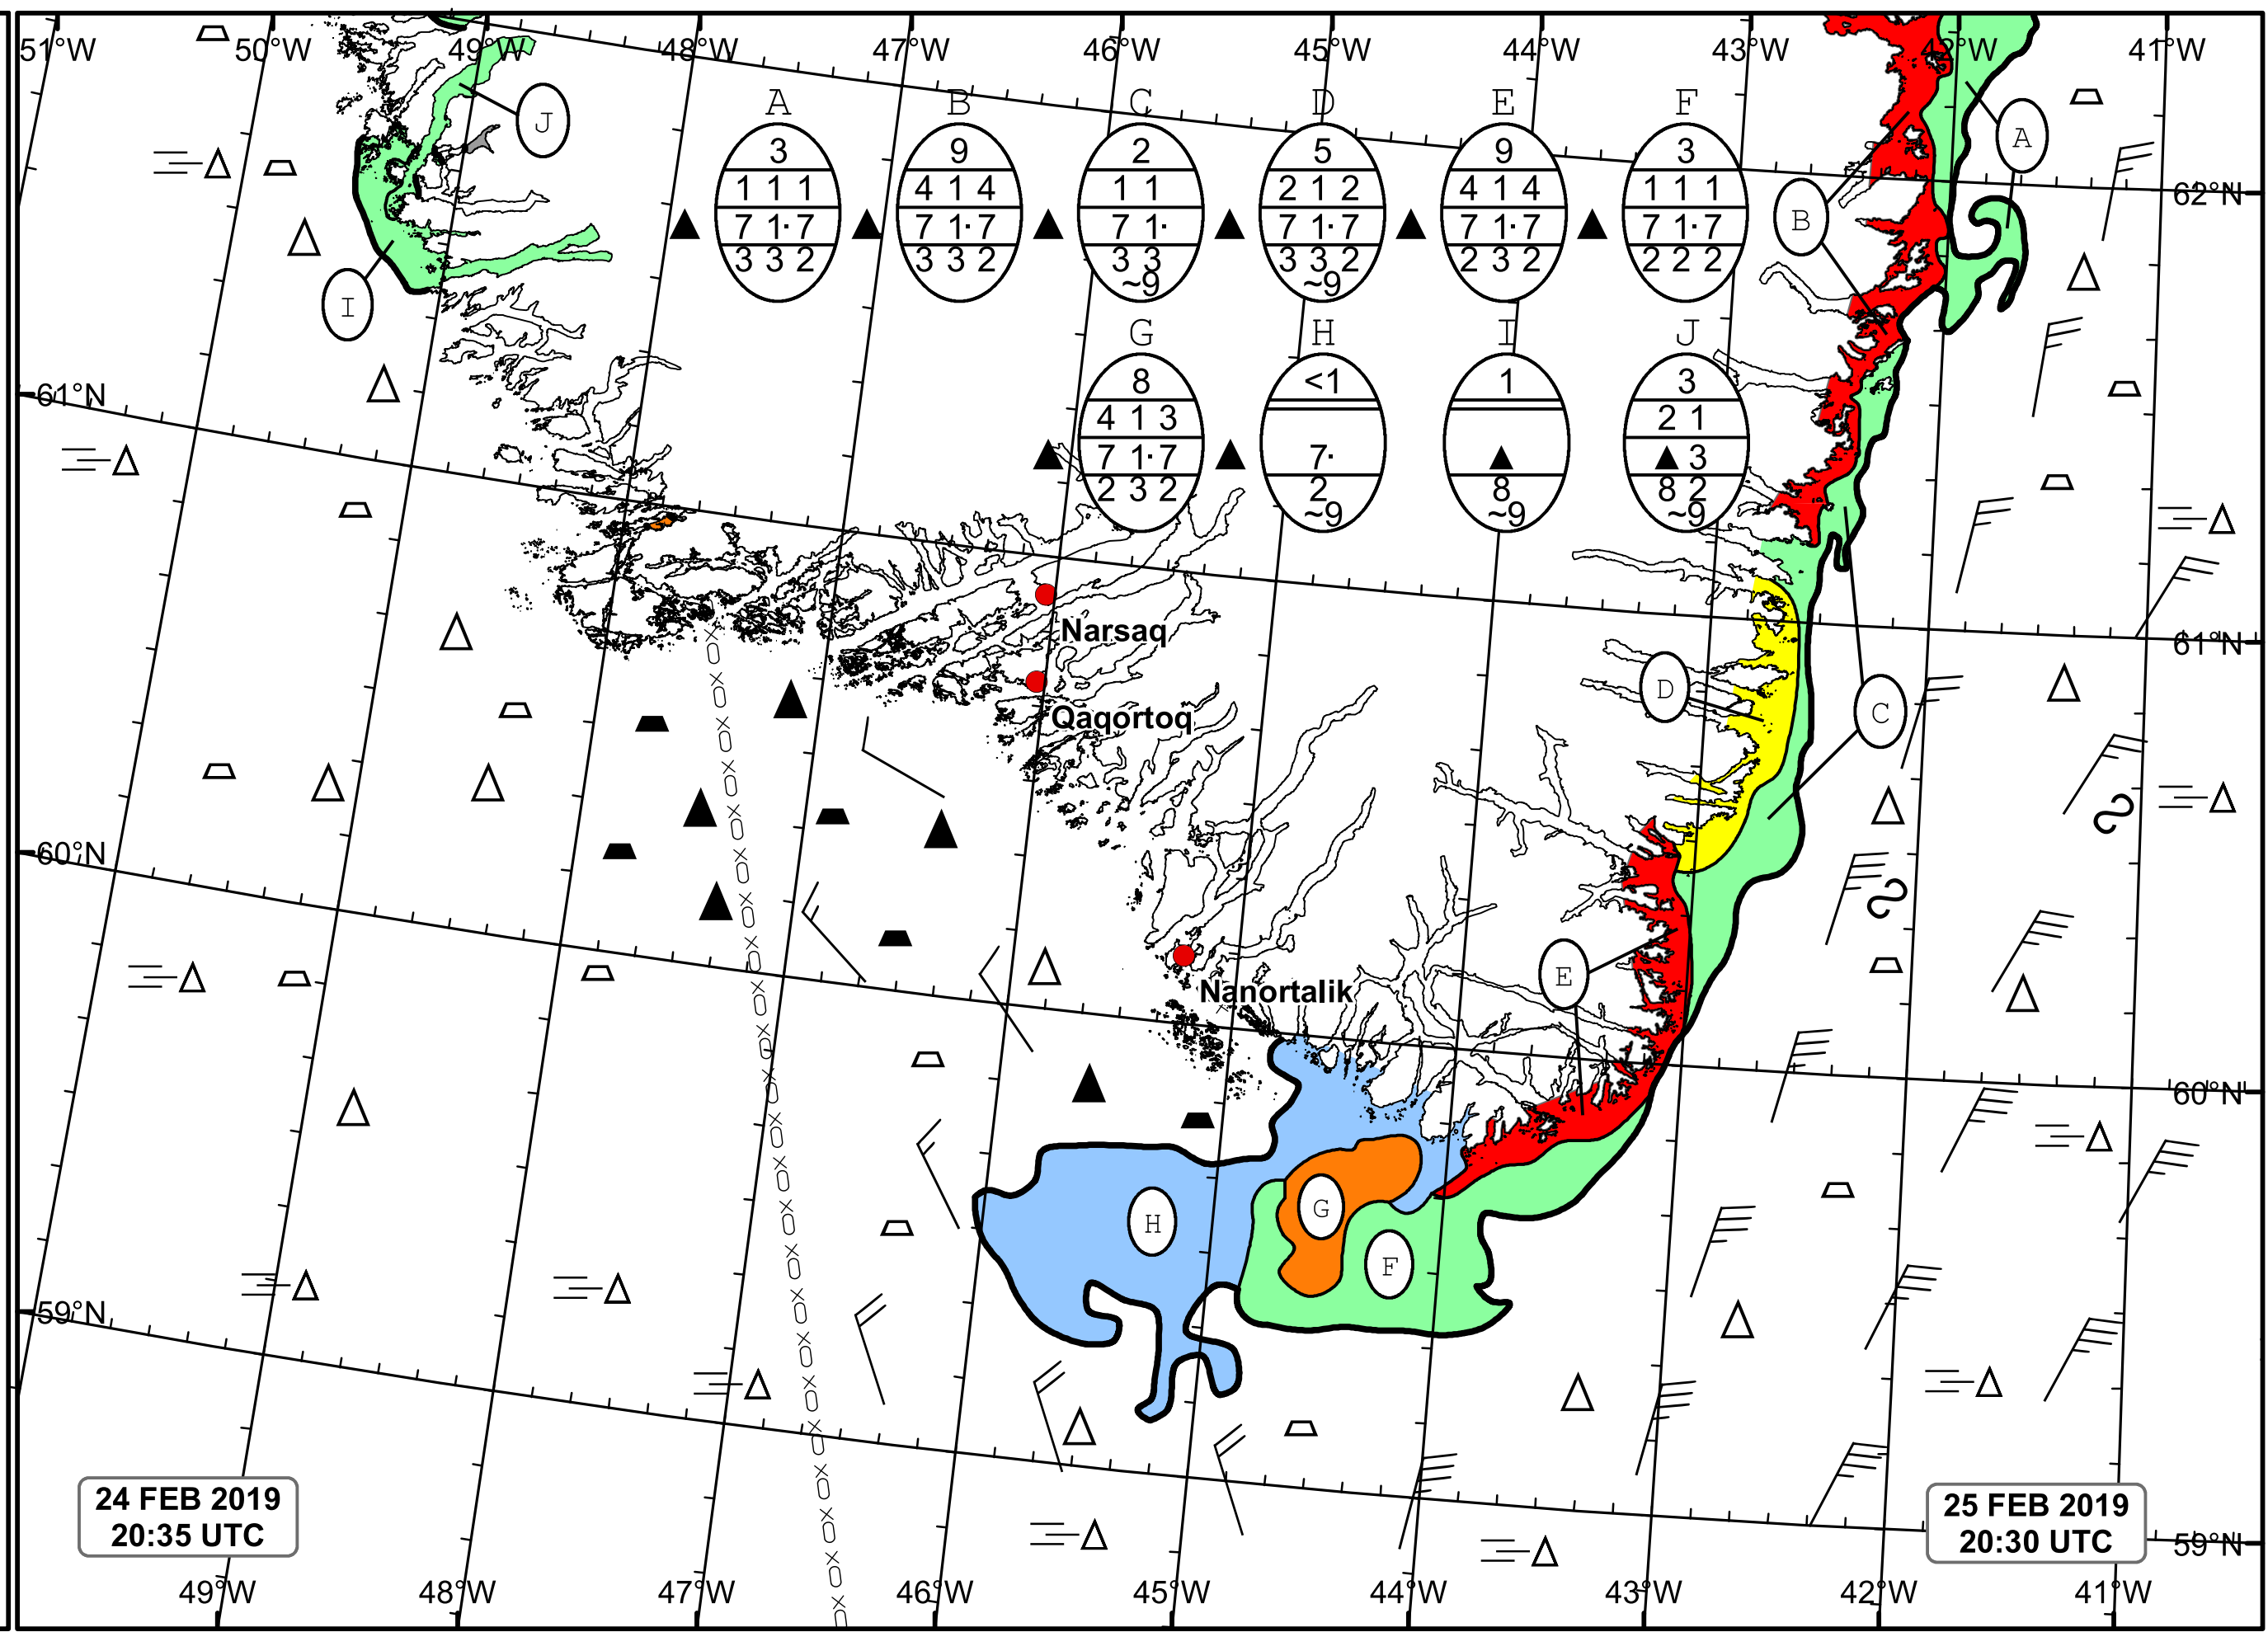 51°W 50°W 49°W 48°W 47°W 46°W 45°W 44°W 43°W 42°W 41°W
J
A B C D E F
3 9 2 5 9 3
1 1 1 4 1 4 1 1 2 1 2 4 1 4 1 1 1
▲ 7 1· 7 ▲ 7 1· 7 ▲ 7 1· ▲ 7 1· 7 ▲ 7 1· 7 ▲ 7 1· 7
3 3 2 3 3 2 3 3 3 3 2 2 3 2 2 2 2
~9 ~9
A
62°N
B
I
G H I J
8 <1 1 3
4 1 3 2 1
▲ 7 1· 7 ▲ 7· ▲ ▲ 3
2 3 2 2 8 8 2
~9 ~9 ~9
61°N
Narsaq
61°N
D
C
Qaqortoq
60°N
E
Nanortalik
60°N
G
H
F
59°N
24 FEB 2019
20:35 UTC
25 FEB 2019
20:30 UTC
59°N
49°W 48°W 47°W 46°W 45°W 44°W 43°W 42°W 41°W